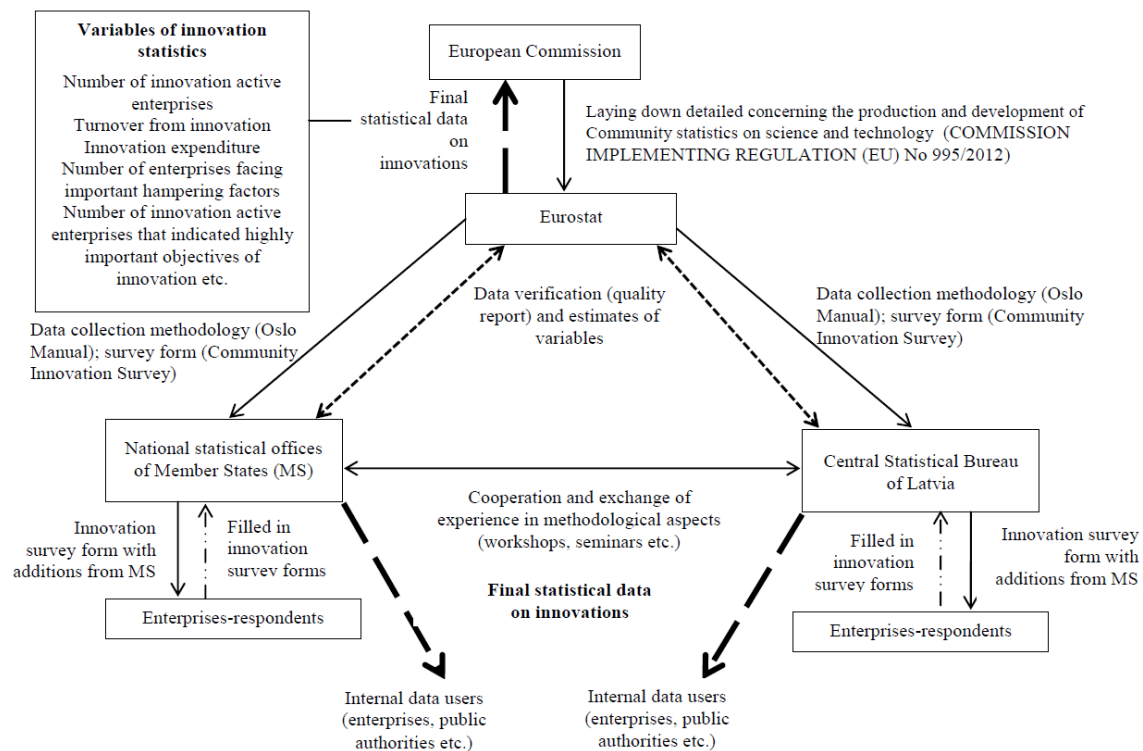 Variables of innovation
statistics
Number of innovation active
enterprises
Turnover from innovation
Innovation expenditure
Number of enterprises facing
important hampering factors
Number of innovation active
enterprises that indicated highly
important objectives of
innovation etc.
European Commission
Final
statistical data
on
innovations
Laying down detailed concerning the production and development of
Community statistics on science and technology (COMMISSION
IMPLEMENTING REGULATION (EU) No 995/2012)
Eurostat
Data collection methodology (Oslo
Manual); survey form (Community
Innovation Survey)
Data verification (quality
report) and estimates of
variables
Data collection methodology (Oslo
Manual); survey form (Community
Innovation Survey)
National statistical offices
of Member States (MS)
Central Statistical Bureau
of Latvia
Cooperation and exchange of
experience in methodological aspects
(workshops, seminars etc.)
Innovation
survey form with
additions from MS
Filled in
innovation
survey forms
Filled in
innovation
survey forms
Innovation survey
form with
additions from MS
Final statistical data
on innovations
Enterprises-respondents
Enterprises-respondents
Internal data users
(enterprises, public
authorities etc.)
Internal data users
(enterprises, public
authorities etc.)